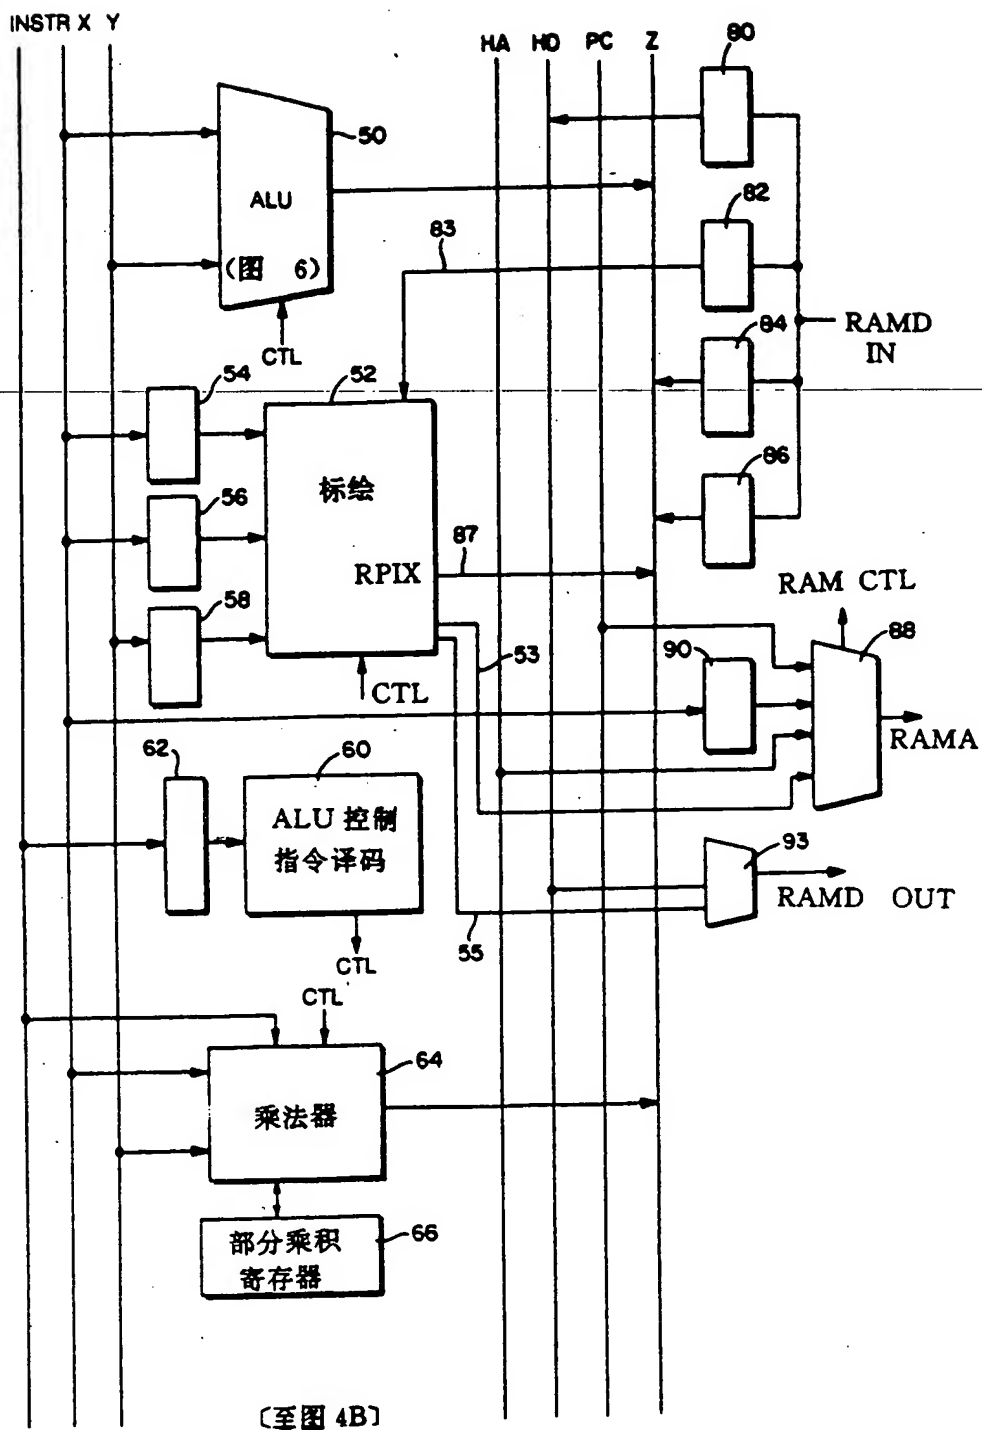 INSTR X Y
HA HD PC Z
80
50
ALU
(图 6)
CTL
82
83
RAMD
IN
84
54
52
标绘
86
56
87
RPIX
RAM CTL
58
53
88
90
CTL
RAMA
62
60
ALU 控制
指令译码
93
RAMD OUT
55
CTL
CTL
64
乘法器
部分乘积
寄存器
66
〔至图 4B〕